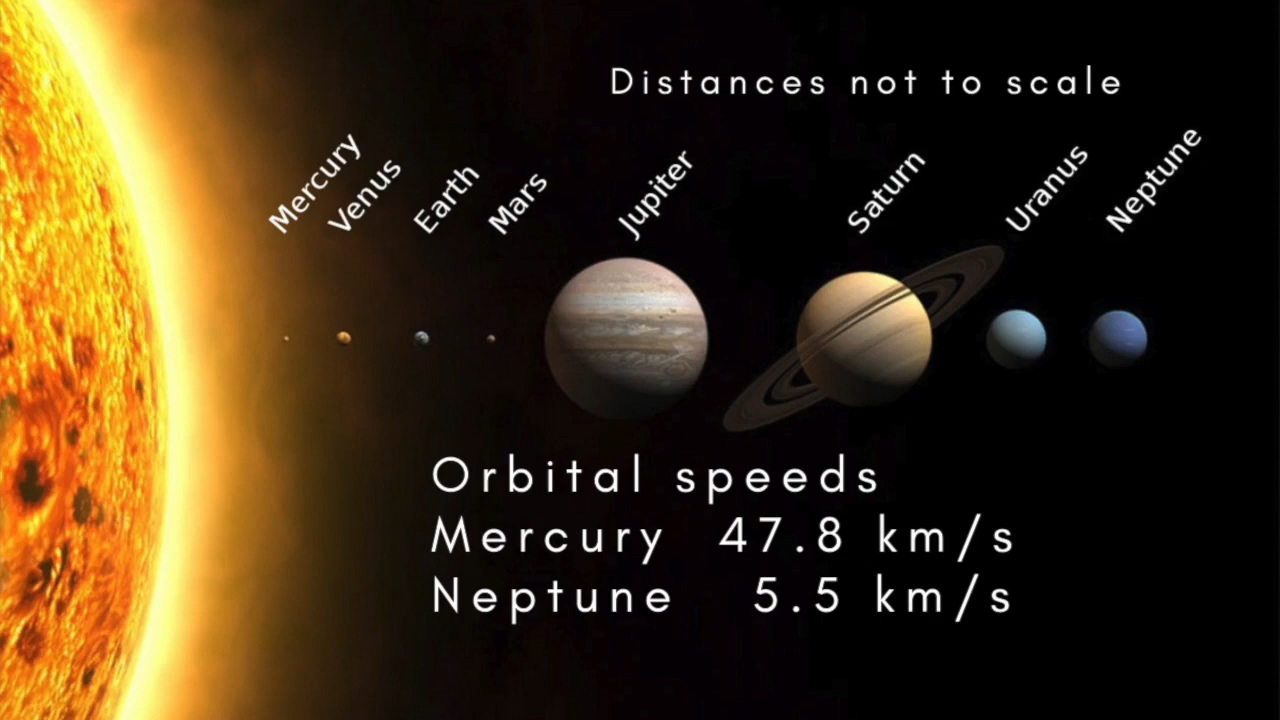 Distances not to scale
Mercury
Venus
Earth
Mars
Jupiter
Saturn
Uranus
Neptune
Orbital speeds
Mercury 47.8 km/s
Neptune 5.5 km/s